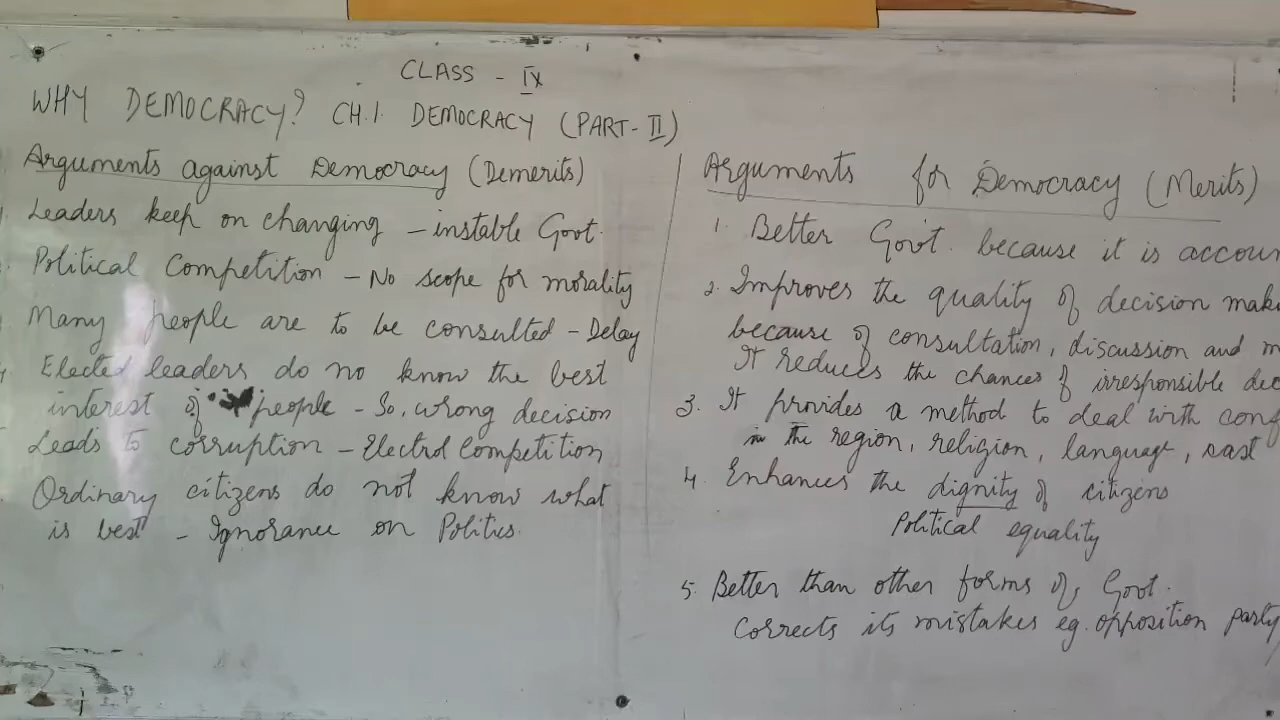 CLASS - IX
WHY DEMOCRACY? CH.1. DEMOCRACY (PART-II)
Arguments against Democracy (Demerits)
Leaders keep on changing - instable Govt.
Political Competition - No scope for morality
Many people are to be consulted - Delay
4. Elected leaders do no know the best
interest of people - So, wrong decision
Leads to corruption - Electrol Competition
Ordinary citizens do not know what
is best - Ignorance on Politics.
Arguments for Democracy (Merits)
1. Better Govt. because it is accoun
2. Improves the quality of decision mak
because of consultation, discussion and m
It reduces the chances of irresponsible dec
3. It provides a method to deal with conf
in the region, religion, language, cast
4. Enhances the dignity of citizens
Political equality
5. Better than other forms of Govt.
Corrects its mistakes eg. opposition party